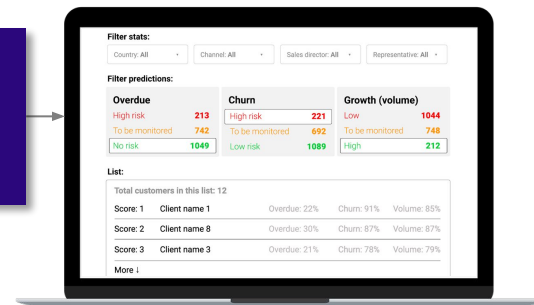 Filter stats:
Country: All Channel: All Sales director: All Representative: All
Filter predictions:
Overdue Churn Growth (volume)
High risk 213 High risk 221 Low 1044
To be monitored 742 To be monitored 692 To be monitored 748
No risk 1049 Low risk 1089 High 212
List:
Total customers in this list: 12
Score: 1 Client name 1 Overdue: 22% Churn: 91% Volume: 85%
Score: 2 Client name 8 Overdue: 30% Churn: 87% Volume: 87%
Score: 3 Client name 3 Overdue: 21% Churn: 78% Volume: 79%
More ↓